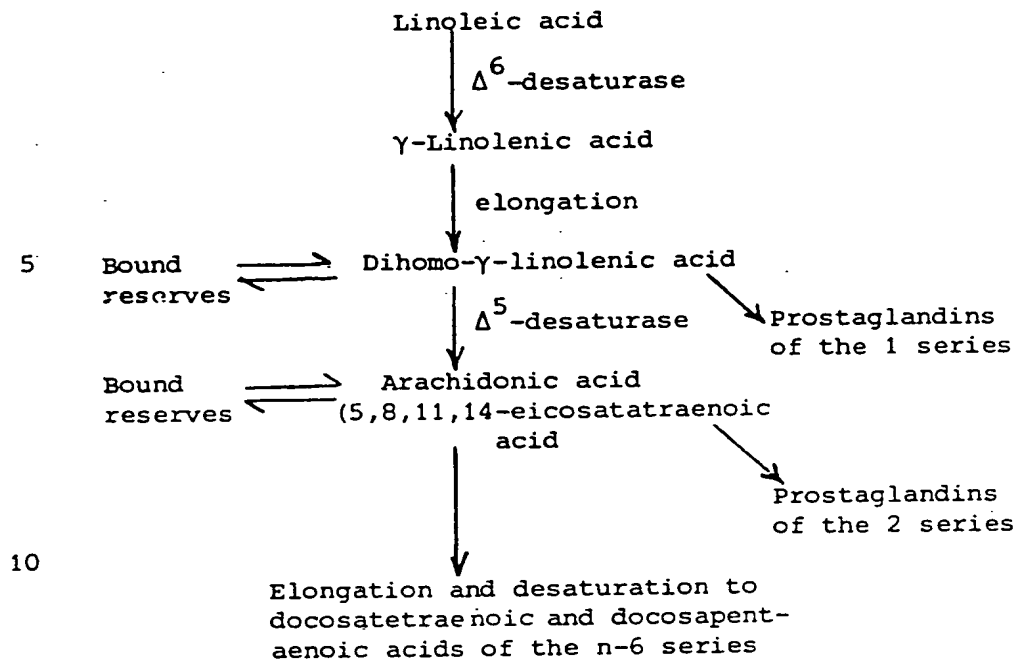 Linoleic acid
Δ6-desaturase
γ-Linolenic acid
elongation
5
Bound
reserves
Dihomo-γ-linolenic acid
Δ5-desaturase
Prostaglandins
of the 1 series
Bound
reserves
Arachidonic acid
(5,8,11,14-eicosatatraenoic
acid
Prostaglandins
of the 2 series
10
Elongation and desaturation to
docosatetraenoic and docosapent-
aenoic acids of the n-6 series